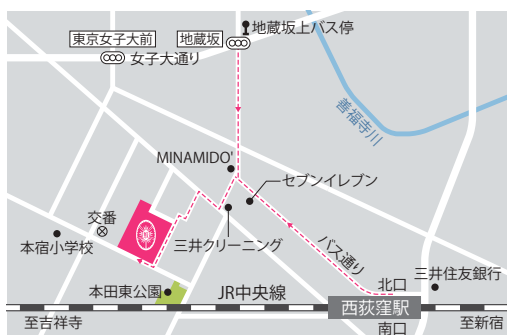 地蔵坂上バス停
東京女子大前
地蔵坂
女子大通り
善福寺川
MINAMIDO'
セブンイレブン
交番
本宿小学校
三井クリーニング
バス通り
北口
三井住友銀行
本田東公園
JR中央線
西荻窪駅
至吉祥寺
南口
至新宿